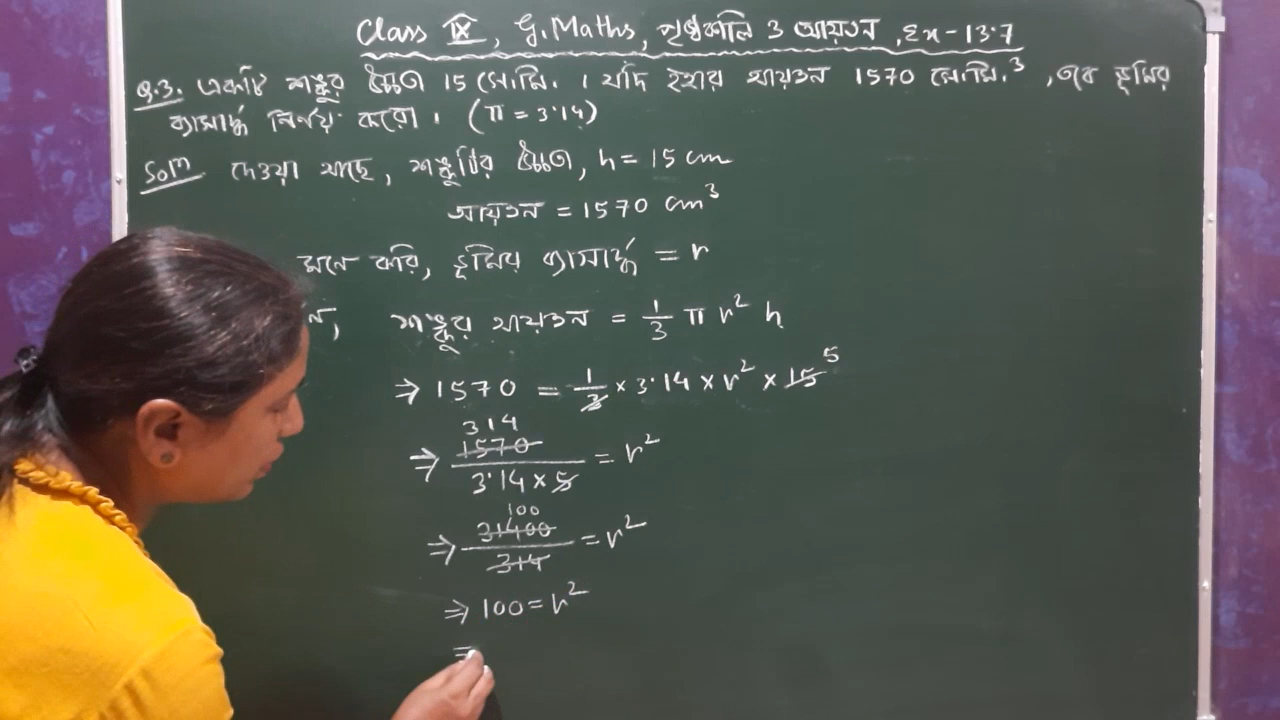 Class IX, G.Maths, পৃষ্ঠকালি ও আয়তন, Ex-13.7
Q.3. একটা শঙ্কুর উচ্চতা 15 সে.মি. । যদি ইহার আয়তন 1570 সে.মি.³, তবে ভূমির
ব্যাসার্দ্ধ নির্ণয় করো। (π = 3.14)
Solⁿ দেওয়া আছে, শঙ্কুটির উচ্চতা, h = 15 cm
আয়তন = 1570 cm³
মনে করি, ভূমির ব্যাসার্দ্ধ = r
শঙ্কুর আয়তন = 1/3 π r² h
⇒ 1570 = 1/3 × 3.14 × r² × 15 5
314
⇒ 1570 / 3.14 × 5 = r²
100
⇒ 31400 / 314 = r²
⇒ 100 = r²
=